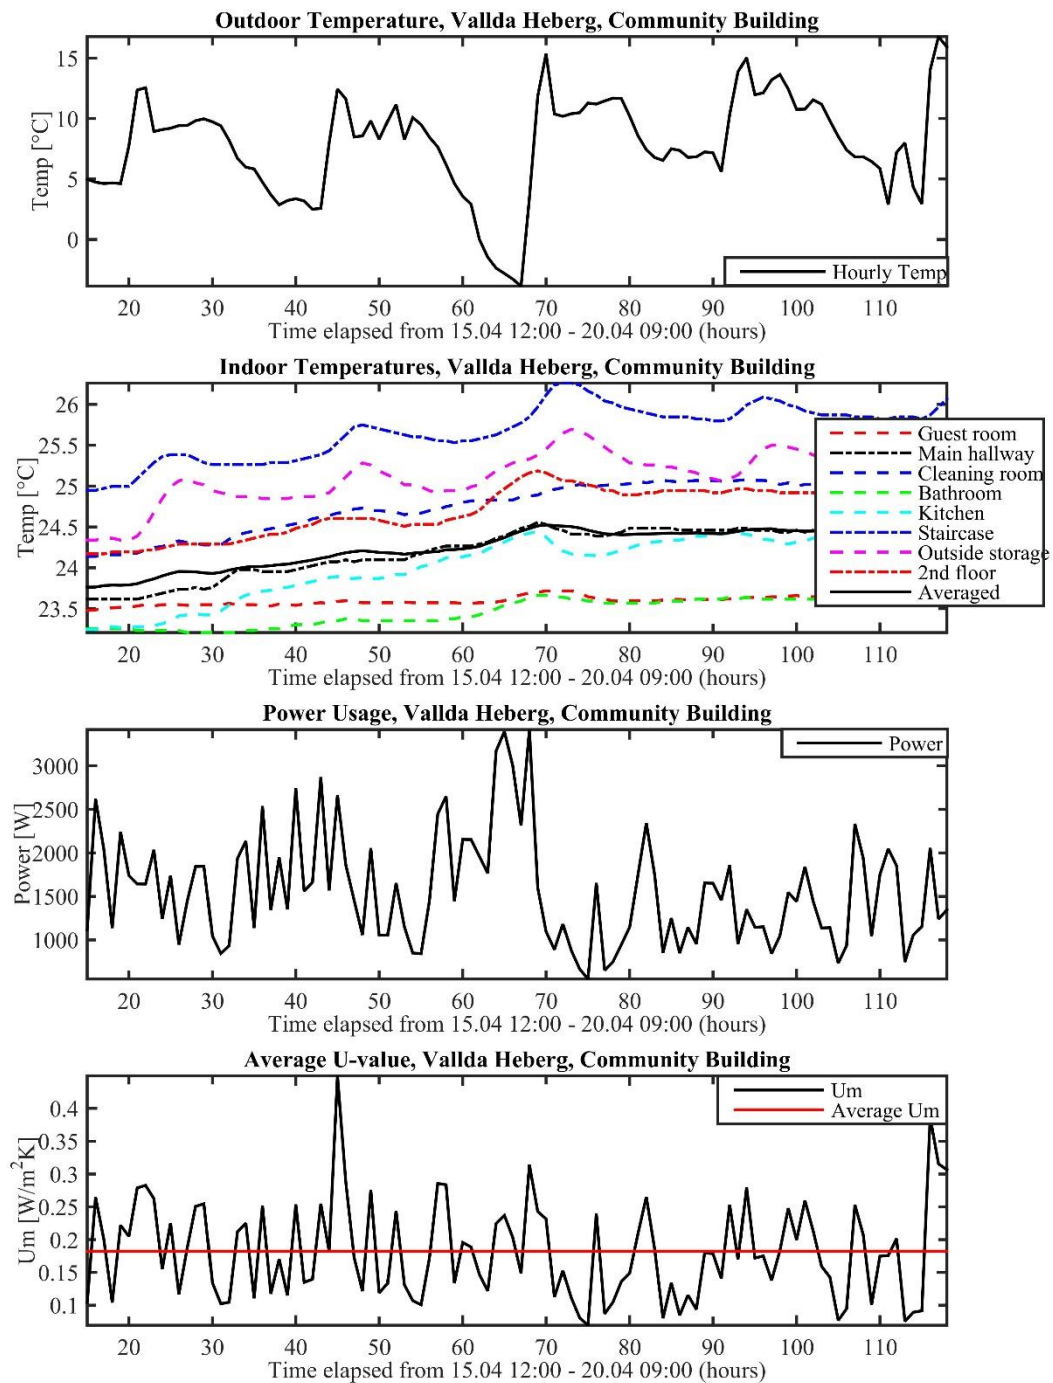 Outdoor Temperature, Vallda Heberg, Community Building
Temp [°C]
15
10
5
0
Hourly Temp
20 30 40 50 60 70 80 90 100 110
Time elapsed from 15.04 12:00 - 20.04 09:00 (hours)
Indoor Temperatures, Vallda Heberg, Community Building
Temp [°C]
26
25.5
25
24.5
24
23.5
Guest room
Main hallway
Cleaning room
Bathroom
Kitchen
Staircase
Outside storage
2nd floor
Averaged
20 30 40 50 60 70 80 90 100 110
Time elapsed from 15.04 12:00 - 20.04 09:00 (hours)
Power Usage, Vallda Heberg, Community Building
Power [W]
3000
2500
2000
1500
1000
Power
20 30 40 50 60 70 80 90 100 110
Time elapsed from 15.04 12:00 - 20.04 09:00 (hours)
Average U-value, Vallda Heberg, Community Building
Um [W/m²K]
0.4
0.35
0.3
0.25
0.2
0.15
0.1
Um
Average Um
20 30 40 50 60 70 80 90 100 110
Time elapsed from 15.04 12:00 - 20.04 09:00 (hours)